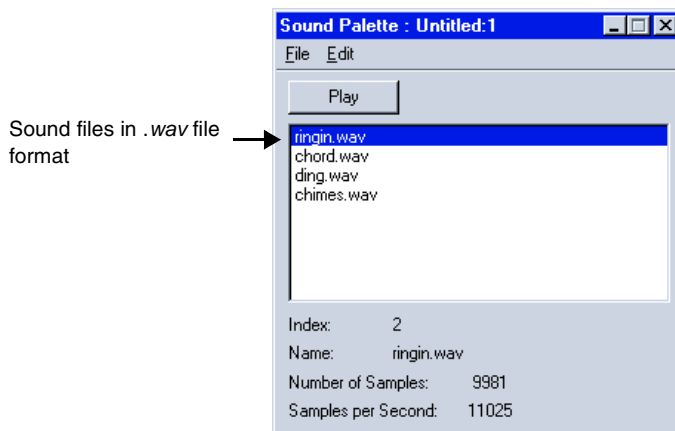 Sound Palette : Untitled:1
File Edit
Play
Sound files in .wav file
format
ringin.wav
chord.wav
ding.wav
chimes.wav
Index: 2
Name: ringin.wav
Number of Samples: 9981
Samples per Second: 11025